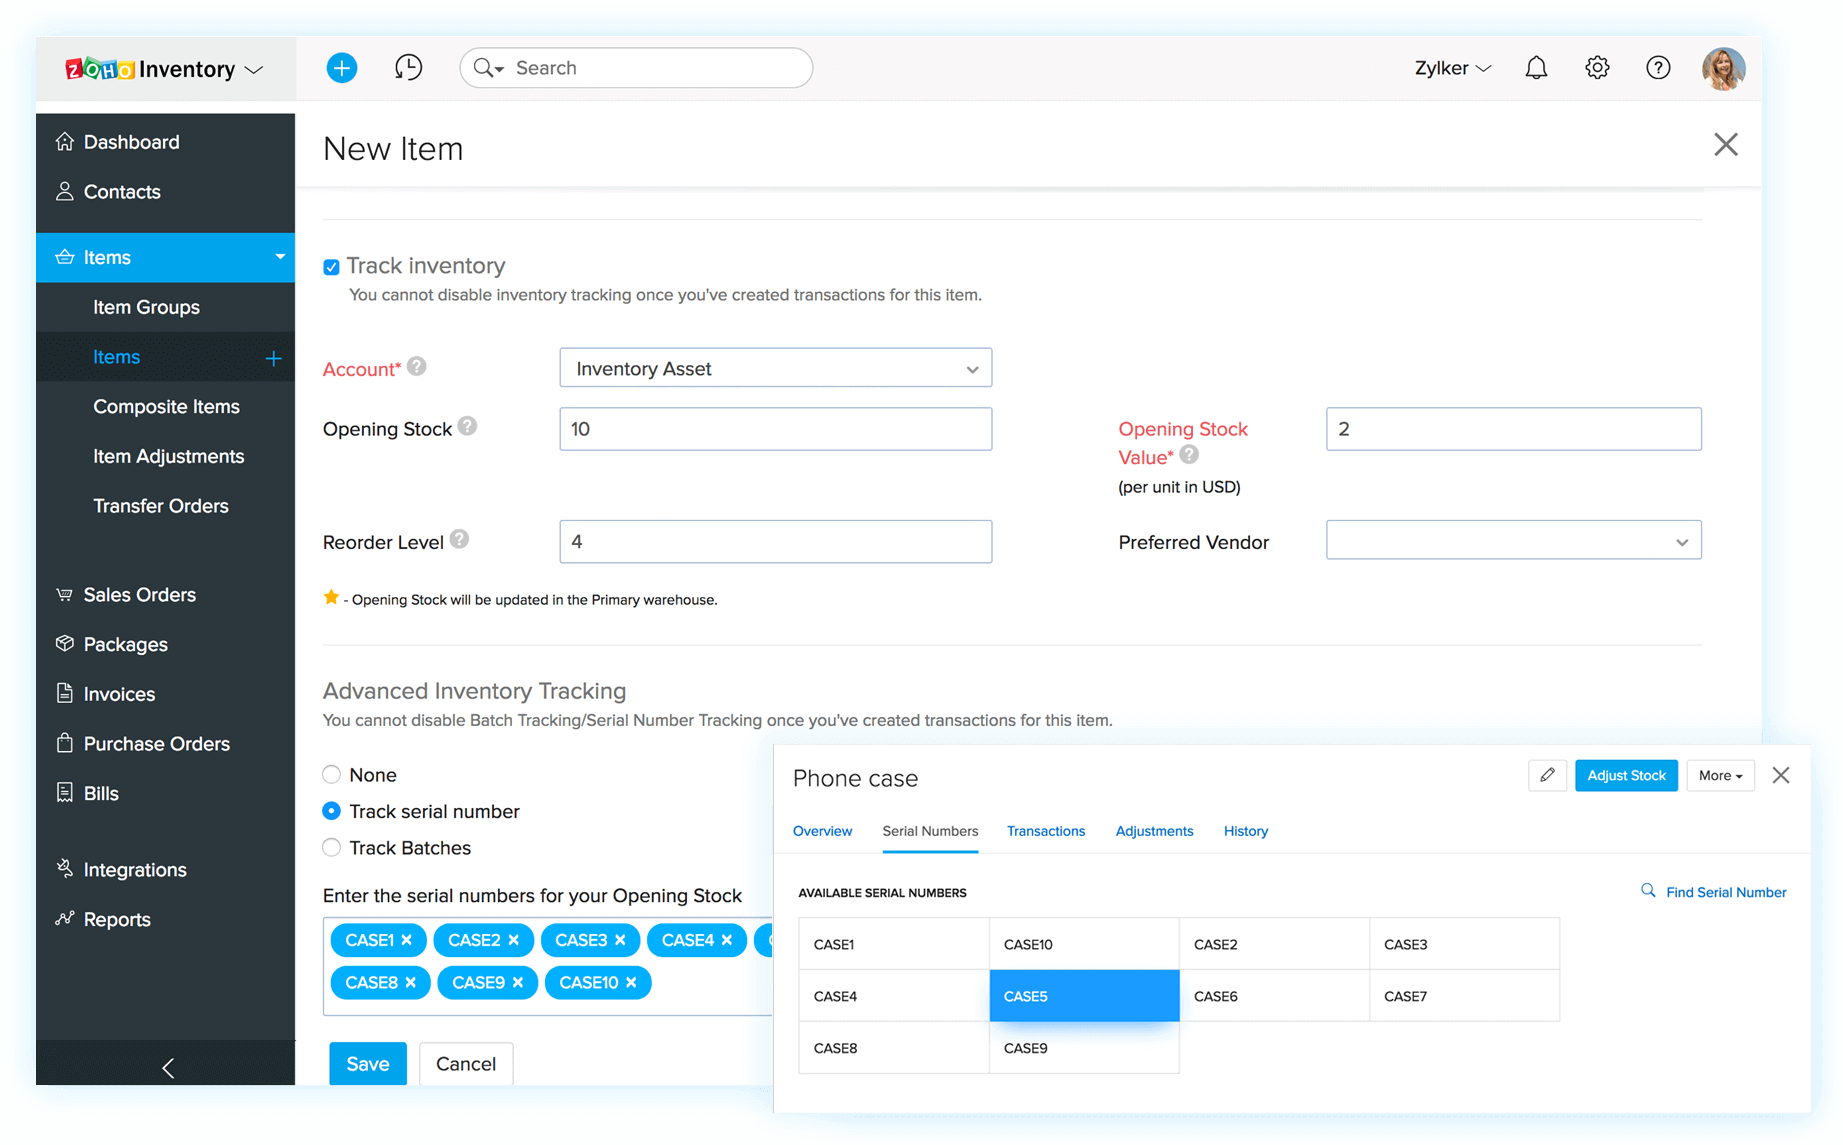 ZOHO Inventory
Search
Zylker
Dashboard
Contacts
Items
Item Groups
Items
Composite Items
Item Adjustments
Transfer Orders
Sales Orders
Packages
Invoices
Purchase Orders
Bills
Integrations
Reports
New Item
Track inventory
You cannot disable inventory tracking once you've created transactions for this item.
Account* ?
Inventory Asset
Opening Stock ?
10
Opening Stock
Value* ?
(per unit in USD)
2
Reorder Level ?
4
Preferred Vendor
- Opening Stock will be updated in the Primary warehouse.
Advanced Inventory Tracking
You cannot disable Batch Tracking/Serial Number Tracking once you've created transactions for this item.
None
Track serial number
Track Batches
Enter the serial numbers for your Opening Stock
CASE1 × CASE2 × CASE3 × CASE4 ×
CASE8 × CASE9 × CASE10 ×
Save Cancel
Phone case
Adjust Stock More
Overview Serial Numbers Transactions Adjustments History
AVAILABLE SERIAL NUMBERS
Find Serial Number
CASE1 CASE10 CASE2 CASE3
CASE4 CASE5 CASE6 CASE7
CASE8 CASE9